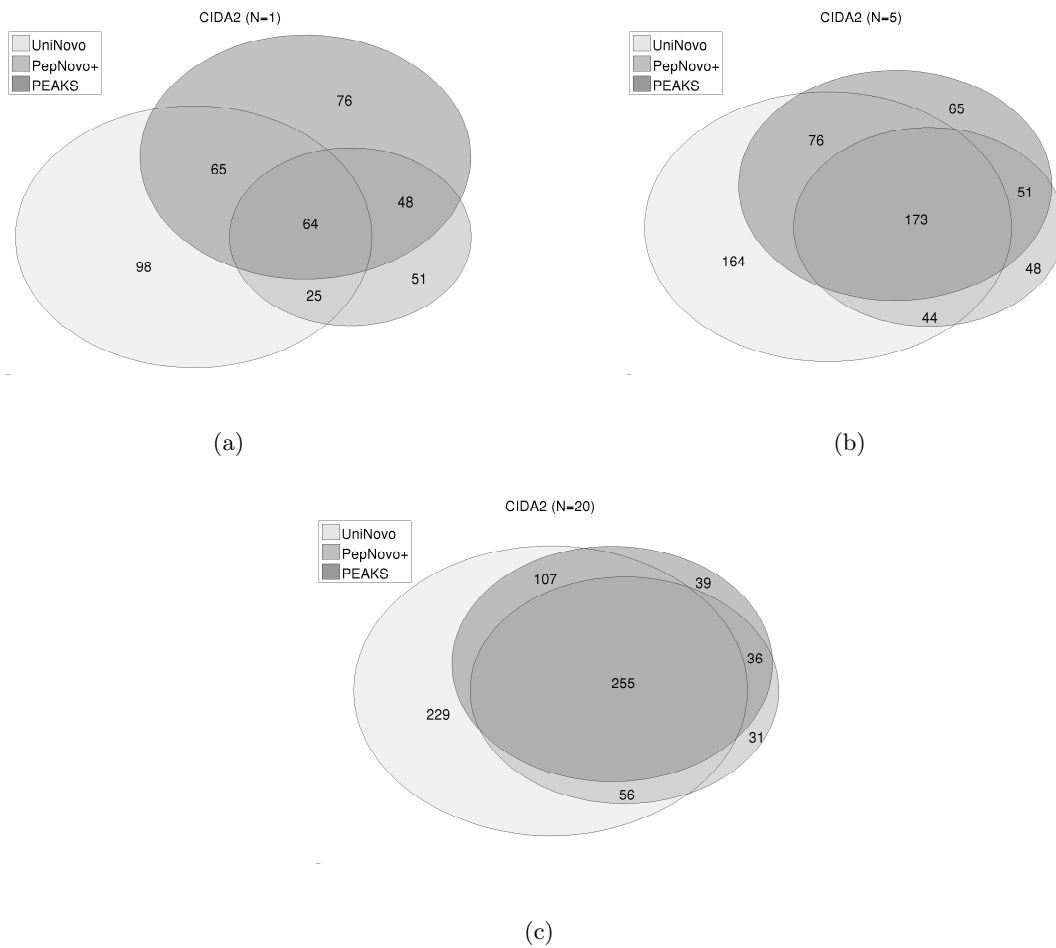 CIDA2 (N=1)
UniNovo
PepNovo+
PEAKS
76
65
48
64
98
51
25
(a)
CIDA2 (N=5)
UniNovo
PepNovo+
PEAKS
65
76
51
173
164
48
44
(b)
CIDA2 (N=20)
UniNovo
PepNovo+
PEAKS
107
39
36
255
229
31
56
(c)